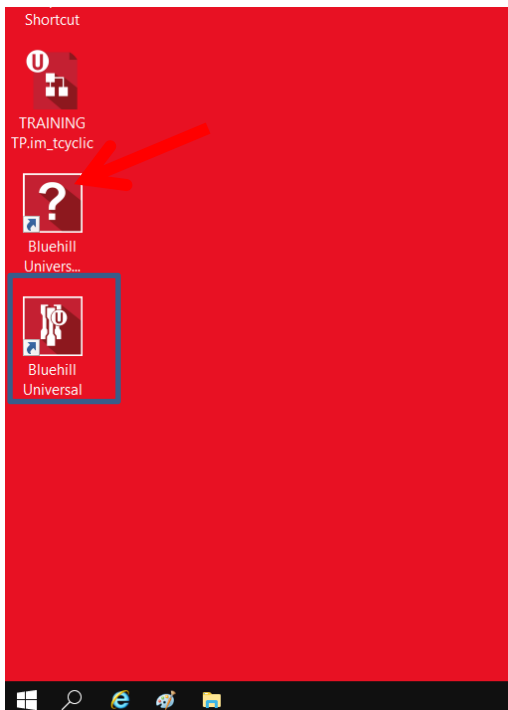 Shortcut
U
TRAINING
TP.im_tcyclic
?
Bluehill
Univers...
U
Bluehill
Universal